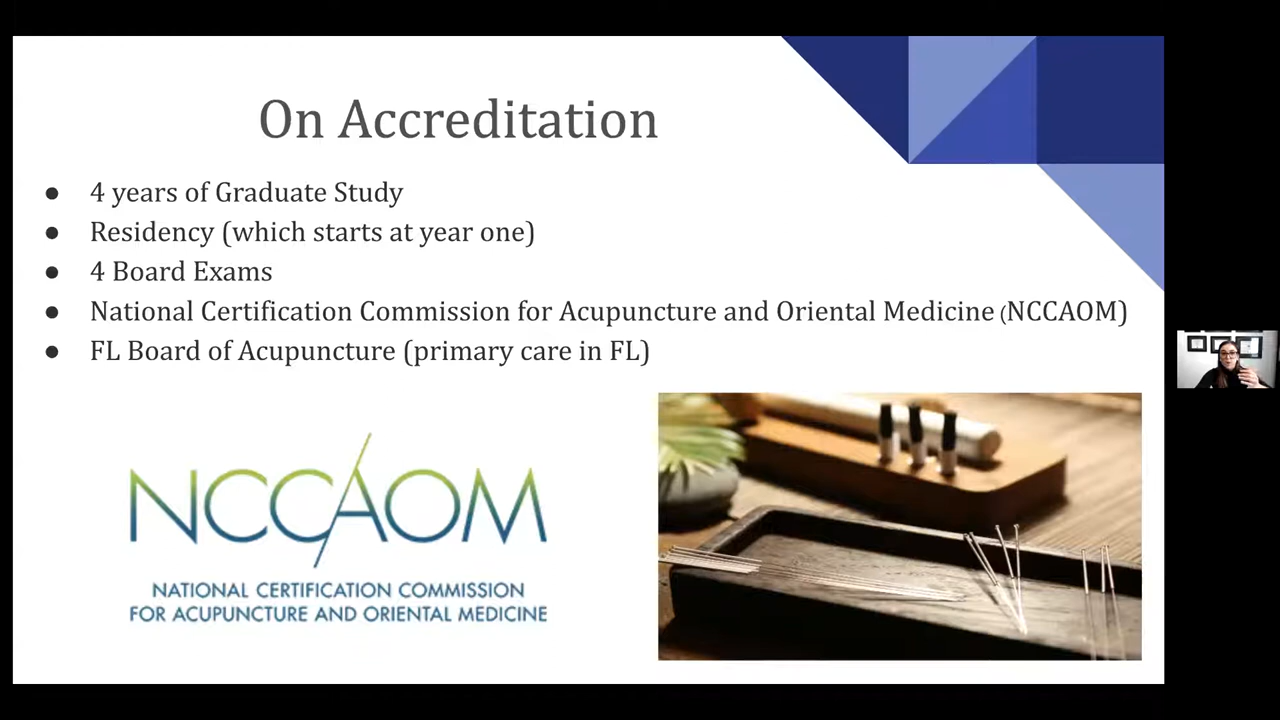 On Accreditation
● 4 years of Graduate Study
● Residency (which starts at year one)
● 4 Board Exams
● National Certification Commission for Acupuncture and Oriental Medicine (NCCAOM)
● FL Board of Acupuncture (primary care in FL)
NCCAOM
NATIONAL CERTIFICATION COMMISSION
FOR ACUPUNCTURE AND ORIENTAL MEDICINE